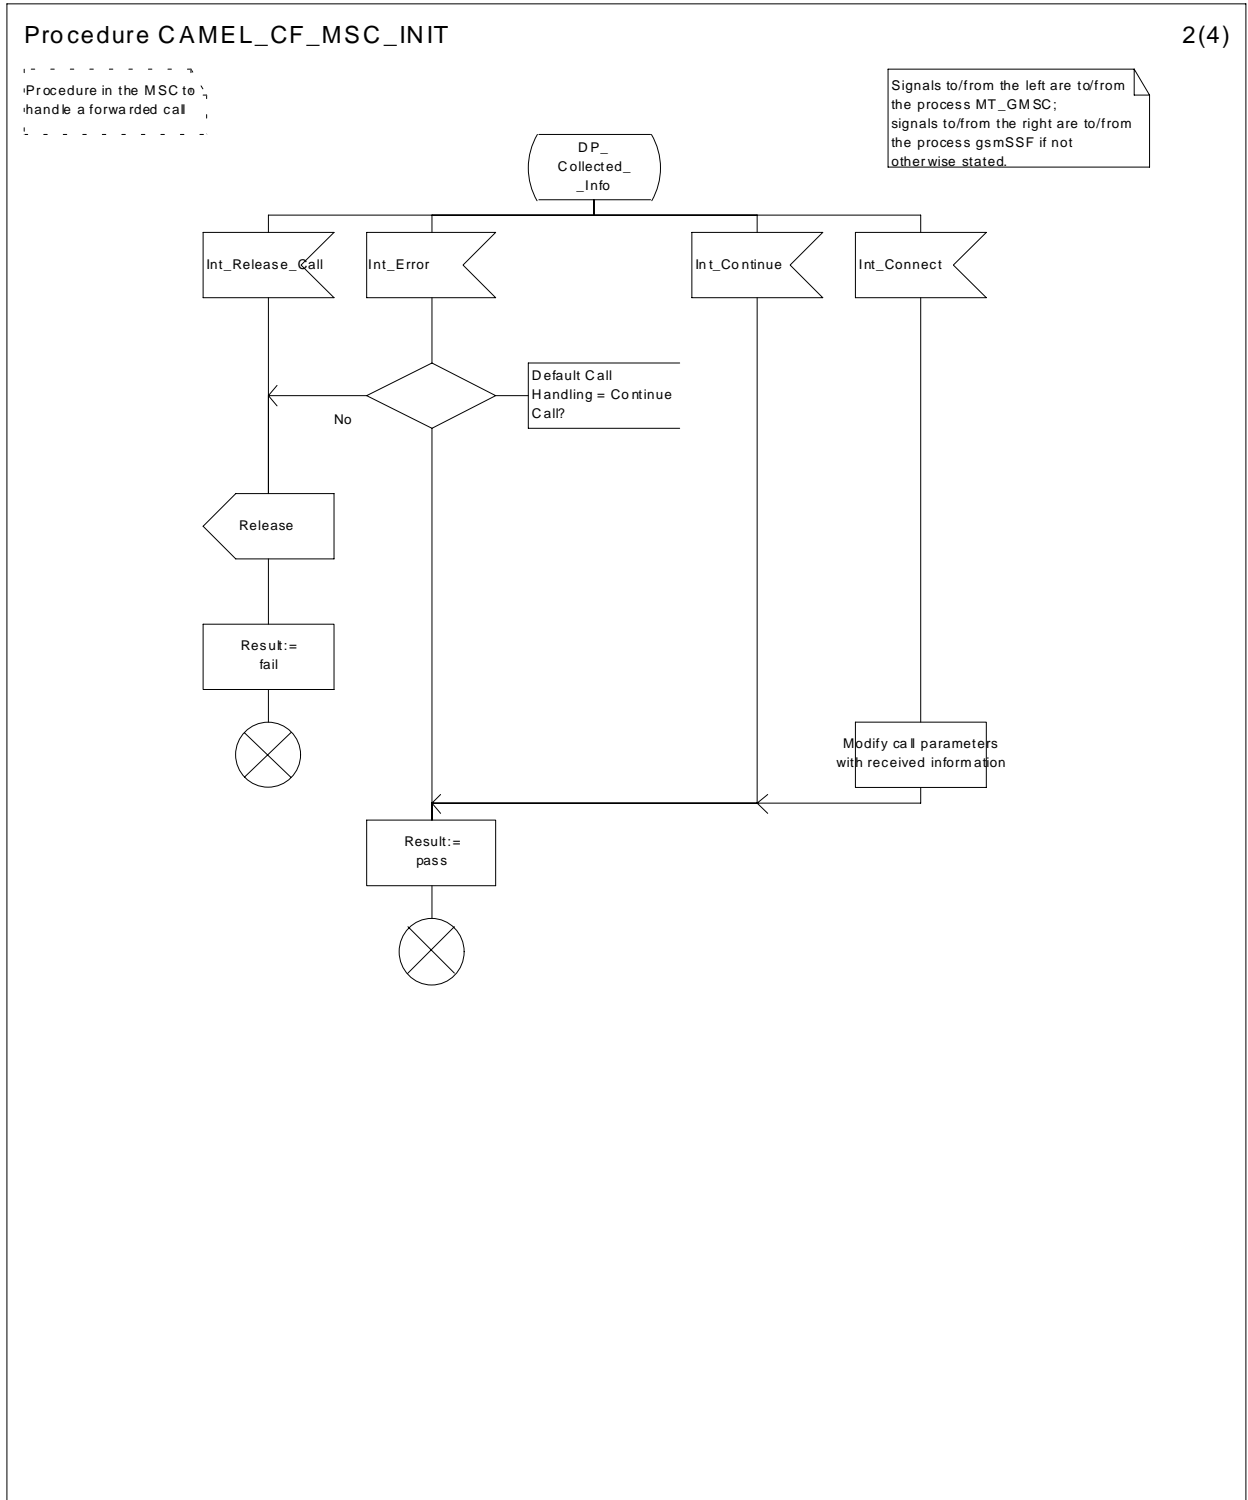 Procedure CAMEL_CF_MSC_INIT
2(4)
Procedure in the MSC to
handle a forwarded call
Signals to/from the left are to/from
the process MT_GMSC;
signals to/from the right are to/from
the process gsmSSF if not
otherwise stated.
DP_
Collected_
_Info
Int_Release_Call
Int_Error
Int_Continue
Int_Connect
Default Call
Handling = Continue
Call?
No
Release
Result:=
fail
Modify call parameters
with received information
Result:=
pass